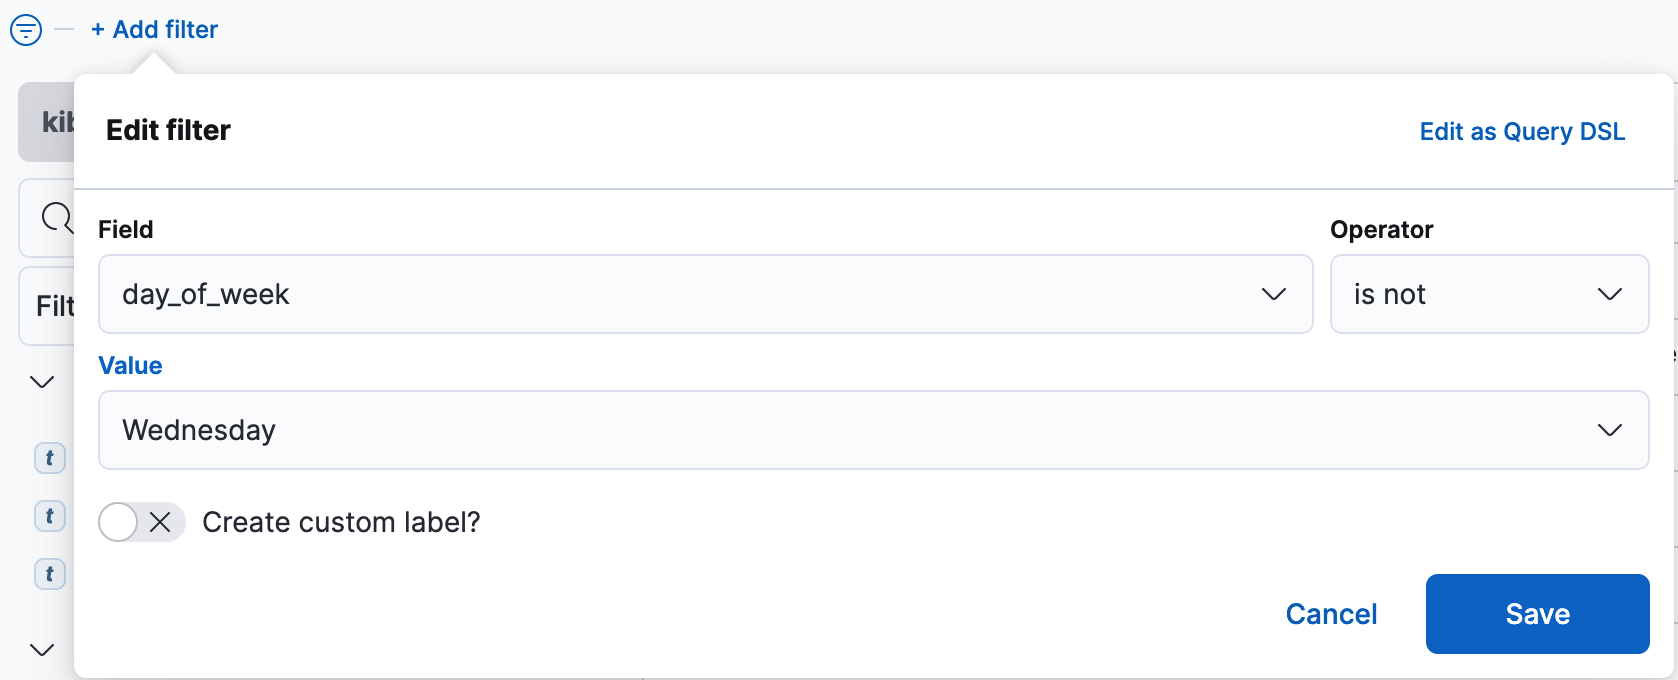 + Add filter
kib
Edit filter
Edit as Query DSL
Field
Operator
day_of_week
is not
Filt
Value
Wednesday
t
t
t
Create custom label?
Cancel
Save